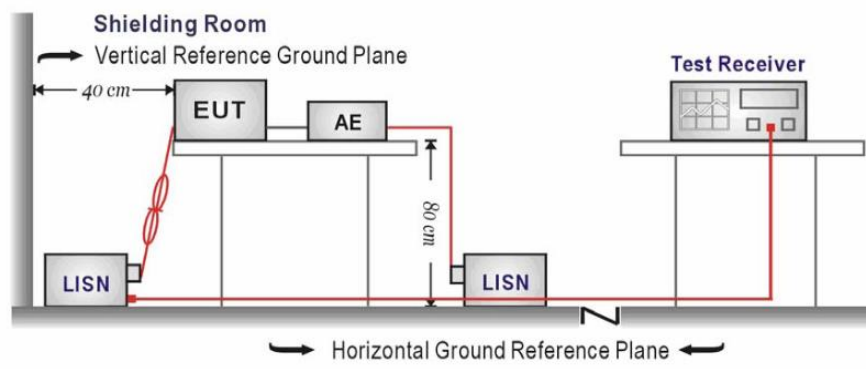 Shielding Room
Vertical Reference Ground Plane
40 cm
EUT
AE
Test Receiver
80 cm
LISN
LISN
Horizontal Ground Reference Plane